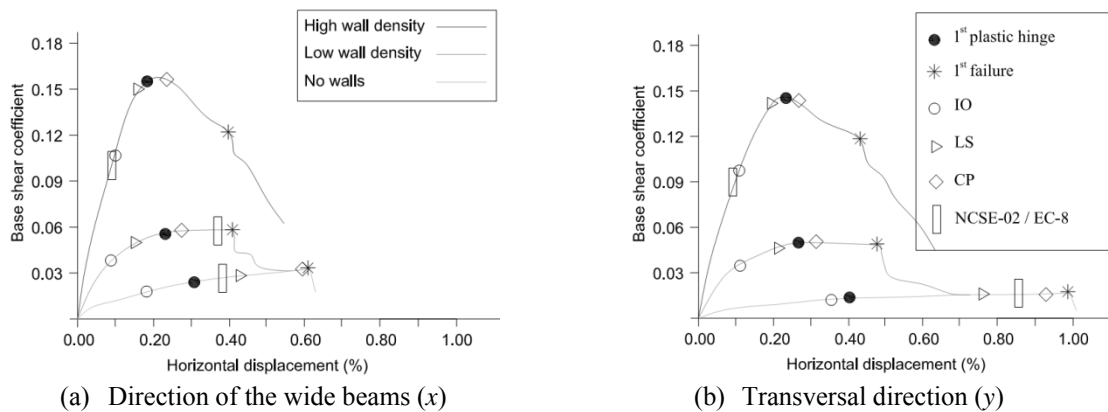 High wall density
Low wall density
No walls
Base shear coefficient
0.18
0.15
0.12
0.09
0.06
0.03
0.00 0.20 0.40 0.60 0.80 1.00
Horizontal displacement (%)
(a) Direction of the wide beams (x)
1st plastic hinge
1st failure
IO
LS
CP
NCSE-02 / EC-8
Base shear coefficient
0.18
0.15
0.12
0.09
0.06
0.03
0.00 0.20 0.40 0.60 0.80 1.00
Horizontal displacement (%)
(b) Transversal direction (y)